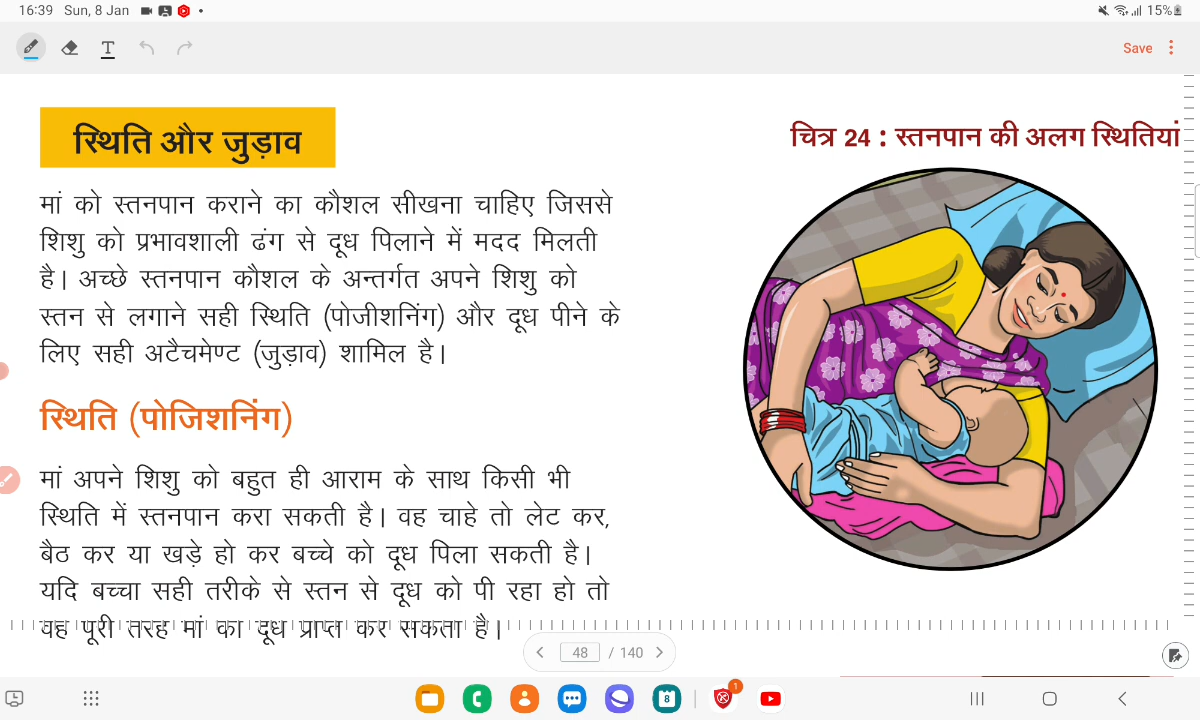 16:39 Sun, 8 Jan
15%
Save
स्थिति और जुड़ाव
मां को स्तनपान कराने का कौशल सीखना चाहिए जिससे
शिशु को प्रभावशाली ढंग से दूध पिलाने में मदद मिलती
है। अच्छे स्तनपान कौशल के अन्तर्गत अपने शिशु को
स्तन से लगाने सही स्थिति (पोजीशनिंग) और दूध पीने के
लिए सही अटैचमेण्ट (जुड़ाव) शामिल है।
स्थिति (पोजिशनिंग)
मां अपने शिशु को बहुत ही आराम के साथ किसी भी
स्थिति में स्तनपान करा सकती है। वह चाहे तो लेट कर,
बैठ कर या खड़े हो कर बच्चे को दूध पिला सकती है।
यदि बच्चा सही तरीके से स्तन से दूध को पी रहा हो तो
वह पूरी तरह मां का दूध प्राप्त कर सकता है।
चित्र 24 : स्तनपान की अलग स्थितियां
48 / 140
8
1